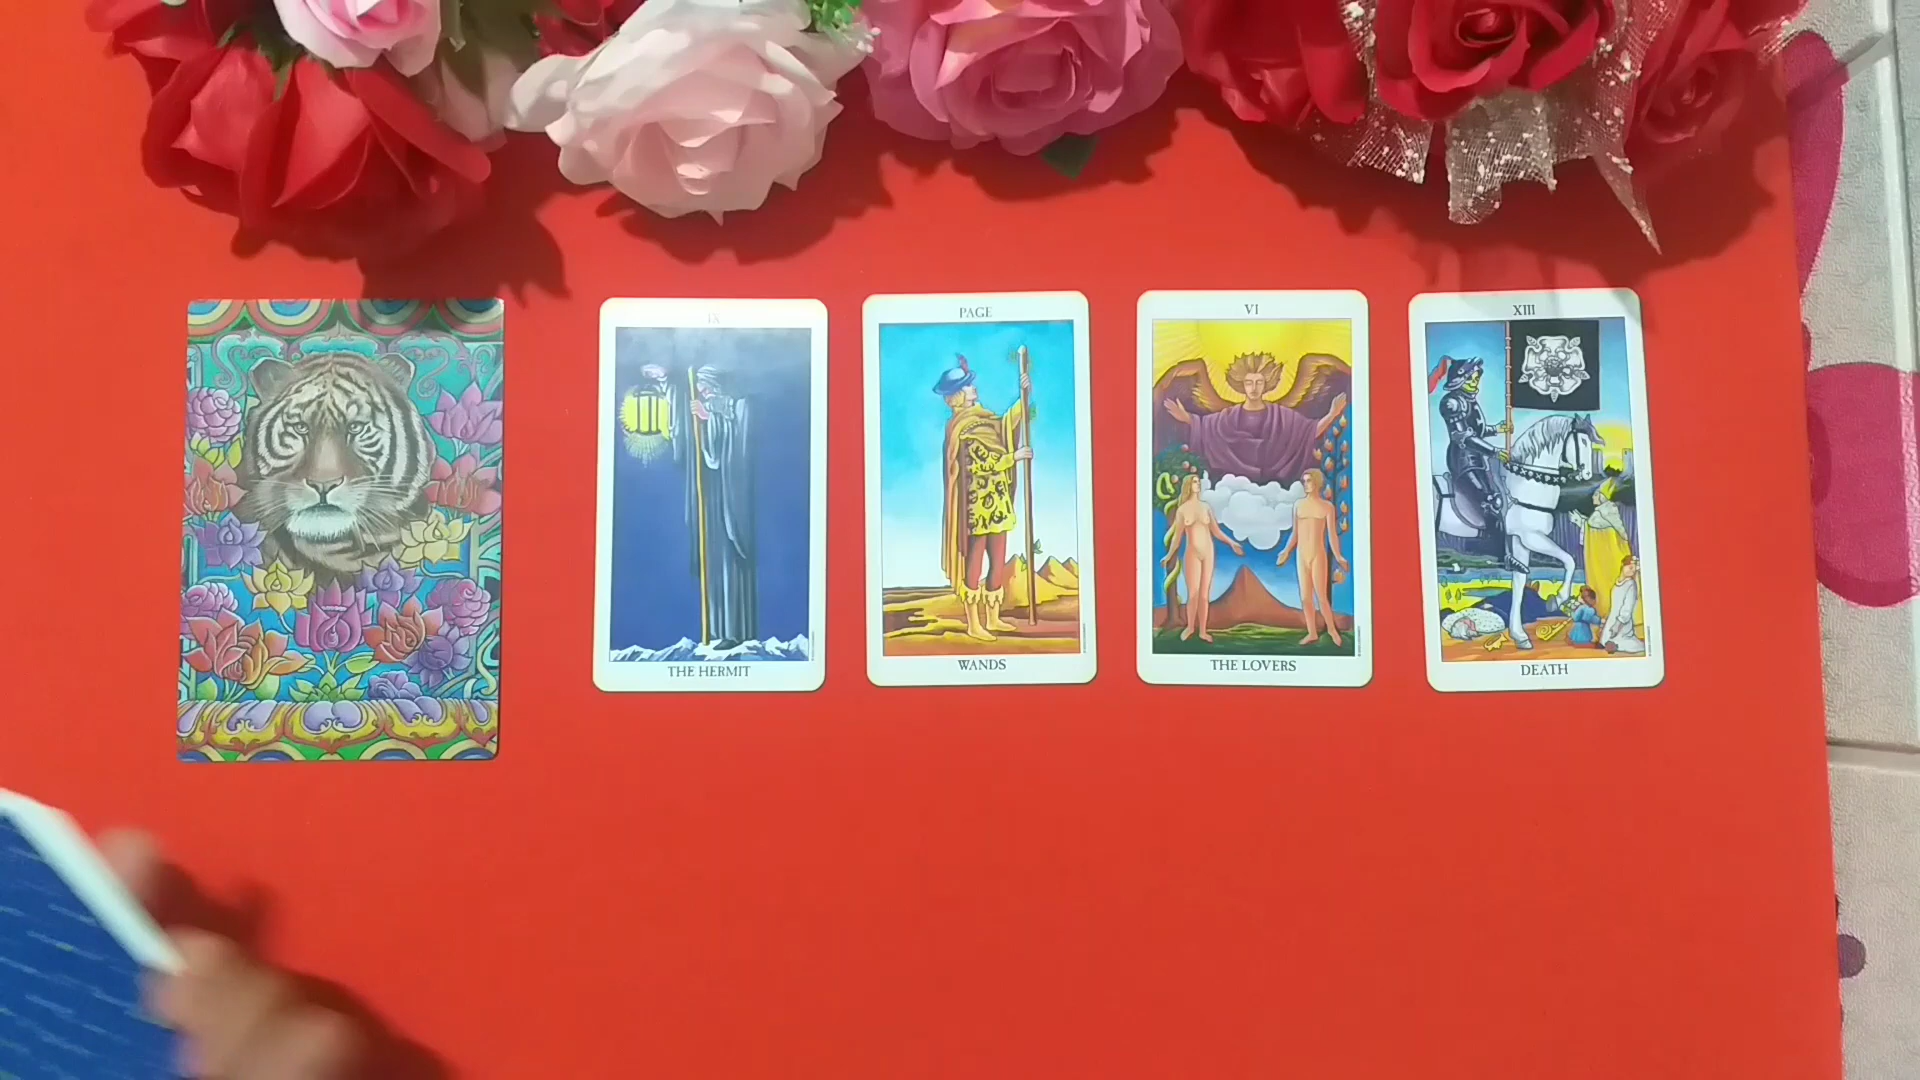 IX
THE HERMIT
PAGE
WANDS
VI
THE LOVERS
XIII
DEATH